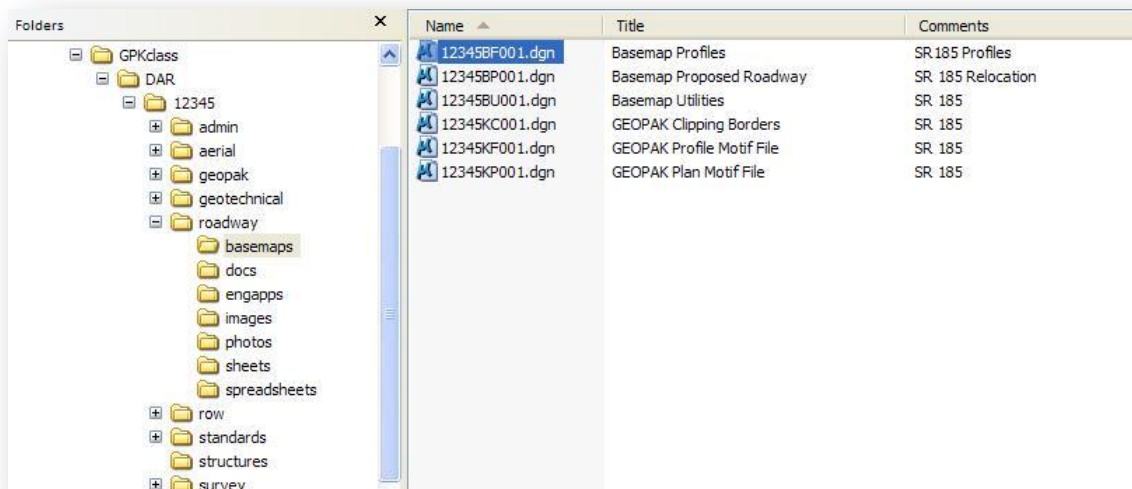 Folders
GPKclass
DAR
12345
admin
aerial
geopak
geotechnical
roadway
basemaps
docs
engapps
images
photos
sheets
spreadsheets
row
standards
structures
survey
Name Title Comments
12345BF001.dgn Basemap Profiles SR185 Profiles
12345BP001.dgn Basemap Proposed Roadway SR 185 Relocation
12345BU001.dgn Basemap Utilities SR 185
12345KC001.dgn GEOPAK Clipping Borders SR 185
12345KF001.dgn GEOPAK Profile Motif File SR 185
12345KP001.dgn GEOPAK Plan Motif File SR 185